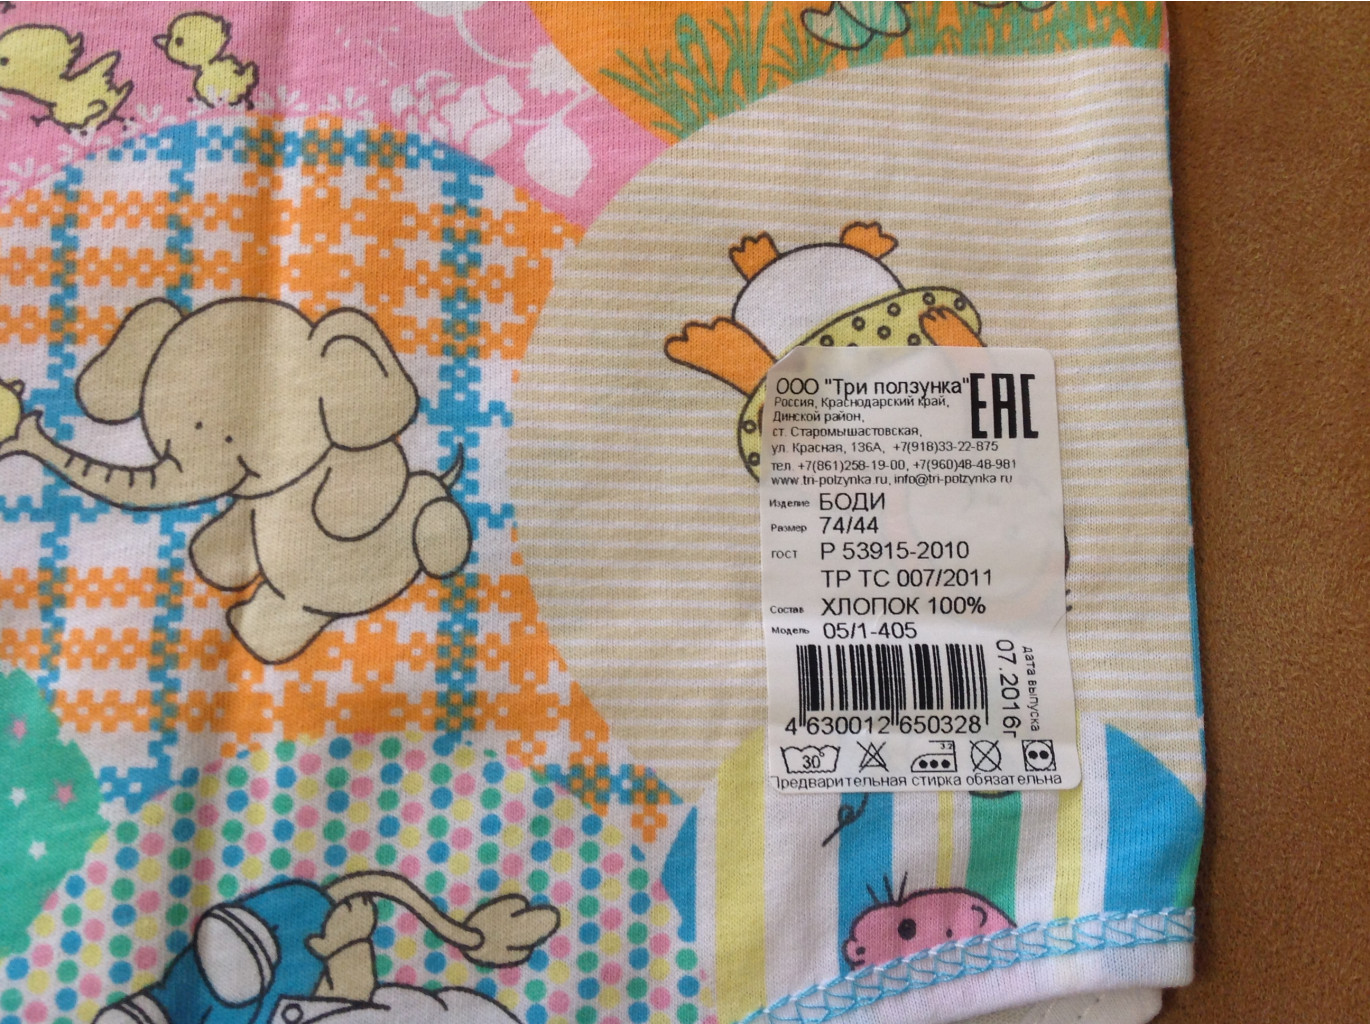 ООО "Три ползунка"
EAC
Россия, Краснодарский край,
Динской район,
ст. Старомышастовская,
ул. Красная, 136А, +7(918)33-22-875
тел. +7(861)258-19-00, +7(960)48-48-981
www.tri-polzynka.ru, info@tri-polzynka.ru
Изделие БОДИ
Размер 74/44
ГОСТ Р 53915-2010
ТР ТС 007/2011
Состав ХЛОПОК 100%
Модель 05/1-405
дата выпуска
07.2016г
4 630012 650328
30° 3.2
Предварительная стирка обязательна